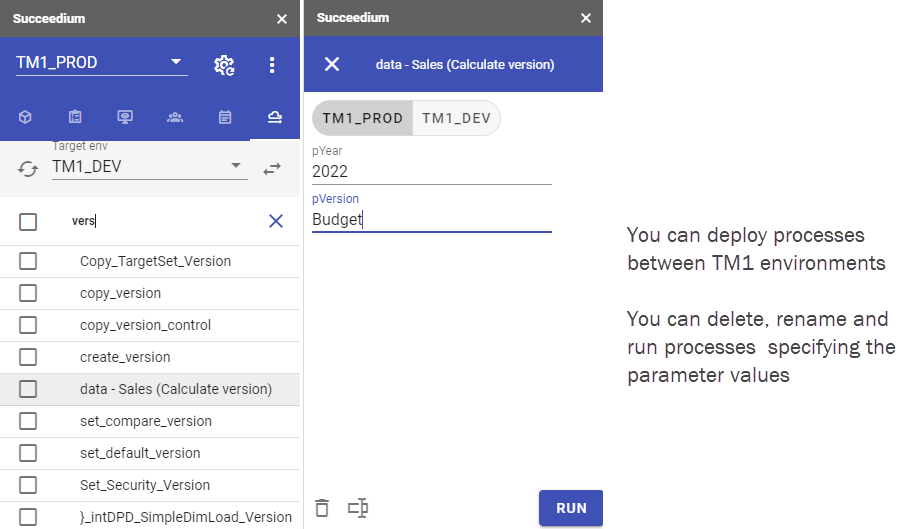 Succeedium
TM1_PROD
Target env
TM1_DEV
vers
Copy_TargetSet_Version
copy_version
copy_version_control
create_version
data - Sales (Calculate version)
set_compare_version
set_default_version
Set_Security_Version
}_intDPD_SimpleDimLoad_Version
Succeedium
data - Sales (Calculate version)
TM1_PROD TM1_DEV
pYear
2022
pVersion
Budget
RUN
You can deploy processes
between TM1 environments
You can delete, rename and
run processes specifying the
parameter values